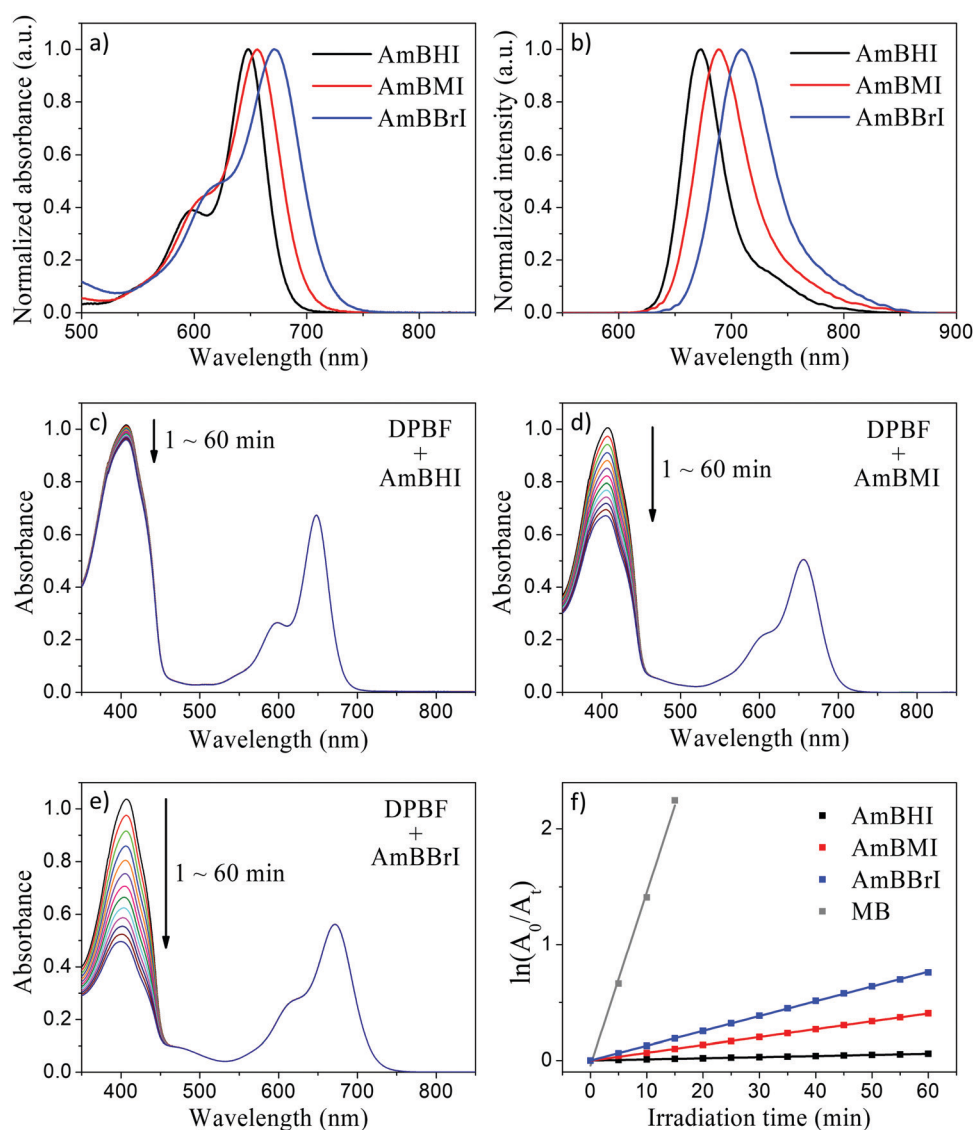 a)
AmBHI
AmBMI
AmBBrI
Normalized absorbance (a.u.)
1.0
0.8
0.6
0.4
0.2
0.0
500 600 700 800
Wavelength (nm)
b)
AmBHI
AmBMI
AmBBrI
Normalized intensity (a.u.)
1.0
0.8
0.6
0.4
0.2
0.0
600 700 800 900
Wavelength (nm)
c)
DPBF
+
AmBHI
1 ~ 60 min
Absorbance
1.0
0.8
0.6
0.4
0.2
0.0
400 500 600 700 800
Wavelength (nm)
d)
DPBF
+
AmBMI
1 ~ 60 min
Absorbance
1.0
0.8
0.6
0.4
0.2
0.0
400 500 600 700 800
Wavelength (nm)
e)
DPBF
+
AmBBrI
1 ~ 60 min
Absorbance
1.0
0.8
0.6
0.4
0.2
0.0
400 500 600 700 800
Wavelength (nm)
f)
AmBHI
AmBMI
AmBBrI
MB
ln(A0/At)
2
1
0
0 10 20 30 40 50 60
Irradiation time (min)